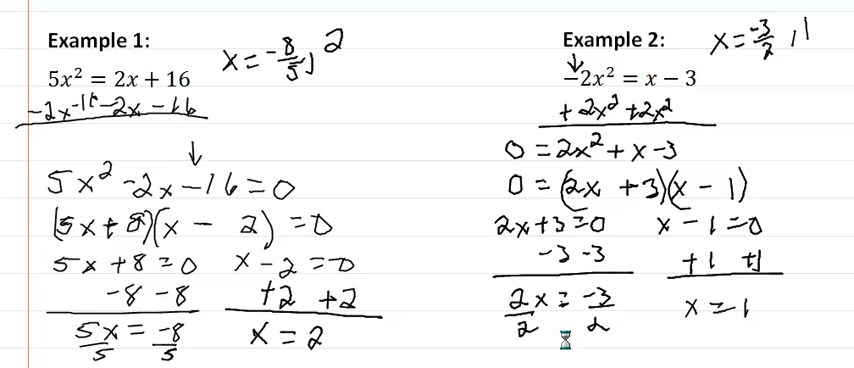 Example 1:
x = -8/5, 2
5x² = 2x + 16
-2x -16 -2x -16
5x² -2x -16 = 0
(5x + 8)(x - 2) = 0
5x + 8 = 0   x - 2 = 0
-8 -8   +2 +2
5x/5 = -8/5   x = 2
Example 2:
x = -3/2, 1
-2x² = x - 3
+2x² +2x²
0 = 2x² + x - 3
0 = (2x + 3)(x - 1)
2x + 3 = 0   x - 1 = 0
-3 -3   +1 +1
2x/2 = -3/2   x = 1